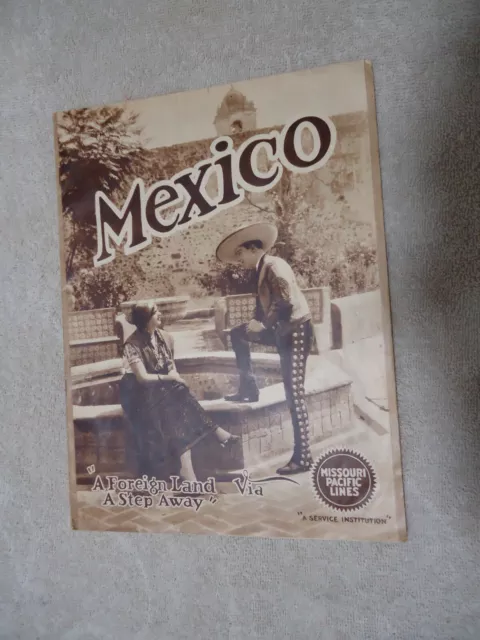 Mexico
"A Foreign Land
A Step Away"
Via
MISSOURI
PACIFIC
LINES
"A SERVICE INSTITUTION"